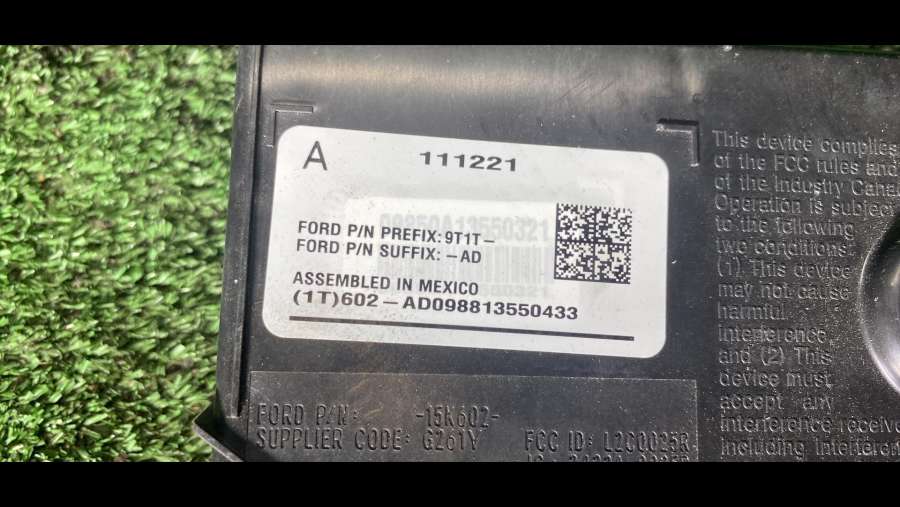 A 111221
FORD P/N PREFIX: 9T1T-
FORD P/N SUFFIX: -AD
ASSEMBLED IN MEXICO
(1T)602-AD098813550433
FORD P/N: -15K602-
SUPPLIER CODE: G261Y
FCC ID: L2C0025R
This device complies
of the FCC rules and
of the Industry Cana
Operation is subject
to the following
two conditions:
(1) This device
may not cause
harmful
interference,
and (2) This
device must
accept any
interference receive
including interferen